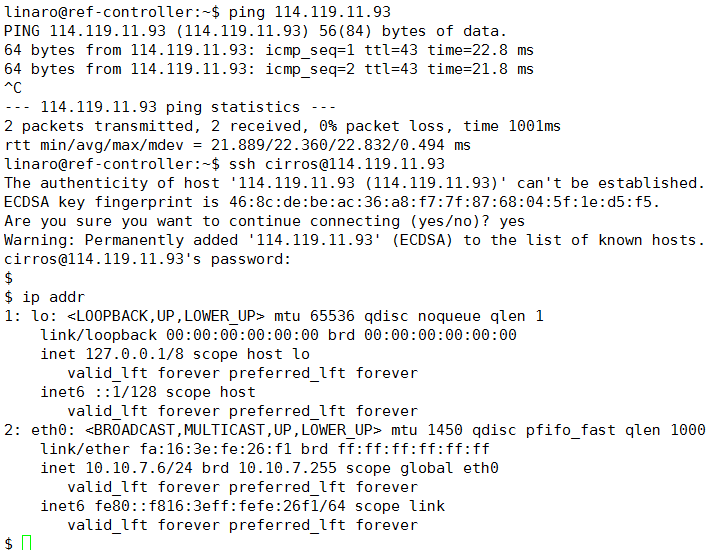 linaro@ref-controller:~$ ping 114.119.11.93
PING 114.119.11.93 (114.119.11.93) 56(84) bytes of data.
64 bytes from 114.119.11.93: icmp_seq=1 ttl=43 time=22.8 ms
64 bytes from 114.119.11.93: icmp_seq=2 ttl=43 time=21.8 ms
^C
--- 114.119.11.93 ping statistics ---
2 packets transmitted, 2 received, 0% packet loss, time 1001ms
rtt min/avg/max/mdev = 21.889/22.360/22.832/0.494 ms
linaro@ref-controller:~$ ssh cirros@114.119.11.93
The authenticity of host '114.119.11.93 (114.119.11.93)' can't be established.
ECDSA key fingerprint is 46:8c:de:be:ac:36:a8:f7:7f:87:68:04:5f:1e:d5:f5.
Are you sure you want to continue connecting (yes/no)? yes
Warning: Permanently added '114.119.11.93' (ECDSA) to the list of known hosts.
cirros@114.119.11.93's password:
$
$ ip addr
1: lo: <LOOPBACK,UP,LOWER_UP> mtu 65536 qdisc noqueue qlen 1
    link/loopback 00:00:00:00:00:00 brd 00:00:00:00:00:00
    inet 127.0.0.1/8 scope host lo
       valid_lft forever preferred_lft forever
    inet6 ::1/128 scope host
       valid_lft forever preferred_lft forever
2: eth0: <BROADCAST,MULTICAST,UP,LOWER_UP> mtu 1450 qdisc pfifo_fast qlen 1000
    link/ether fa:16:3e:fe:26:f1 brd ff:ff:ff:ff:ff:ff
    inet 10.10.7.6/24 brd 10.10.7.255 scope global eth0
       valid_lft forever preferred_lft forever
    inet6 fe80::f816:3eff:fefe:26f1/64 scope link
       valid_lft forever preferred_lft forever
$